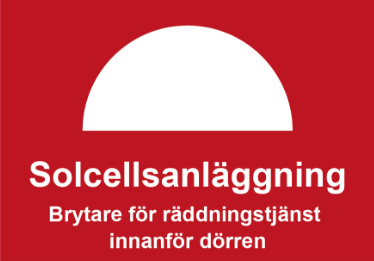 Solcellsanläggning
Brytare för räddningstjänst
innanför dörren